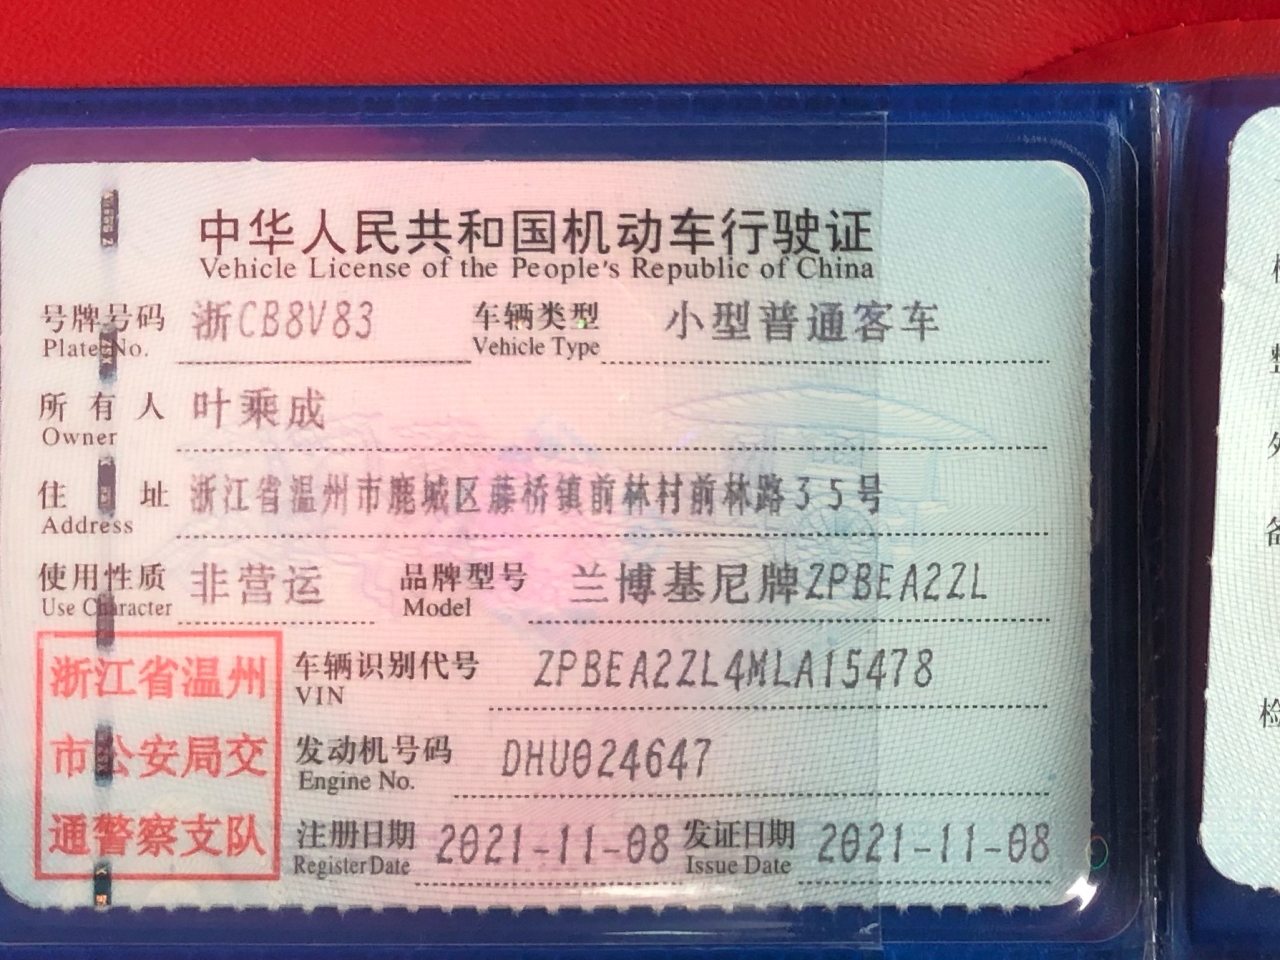 中华人民共和国机动车行驶证
Vehicle License of the People's Republic of China
号牌号码 浙CB8V83 车辆类型 小型普通客车
Plate No. Vehicle Type
所有人 叶乘成
Owner
住址 浙江省温州市鹿城区藤桥镇前林村前林路35号
Address
使用性质 非营运 品牌型号 兰博基尼牌ZPBEA2ZL
Use Character Model
浙江省温州
市公安局交
通警察支队
车辆识别代号 ZPBEA2ZL4MLA15478
VIN
发动机号码 DHU024647
Engine No.
注册日期 2021-11-08 发证日期 2021-11-08
Register Date Issue Date